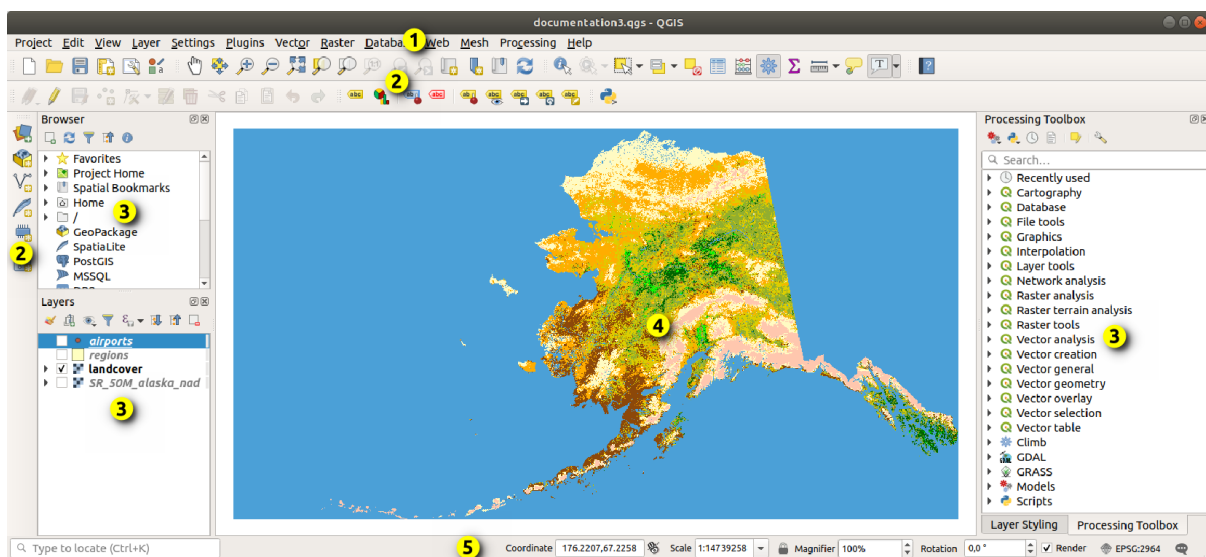 documentation3.qgs - QGIS
Project Edit View Layer Settings Plugins Vector Raster Database Web Mesh Processing Help
1
2
Browser
Favorites
Project Home
Spatial Bookmarks
Home
/
3
GeoPackage
SpatiaLite
PostGIS
MSSQL
2
Layers
airports
regions
landcover
SR_50M_alaska_nad
3
4
Processing Toolbox
Search...
Recently used
Cartography
Database
File tools
Graphics
Interpolation
Layer tools
Network analysis
Raster analysis
Raster terrain analysis
Raster tools
Vector analysis
3
Vector creation
Vector general
Vector geometry
Vector overlay
Vector selection
Vector table
Climb
GDAL
GRASS
Models
Scripts
Layer Styling Processing Toolbox
Type to locate (Ctrl+K)
5
Coordinate 176.2207,67.2258 Scale 1:14739258 Magnifier 100% Rotation 0,0 ° Render EPSG:2964